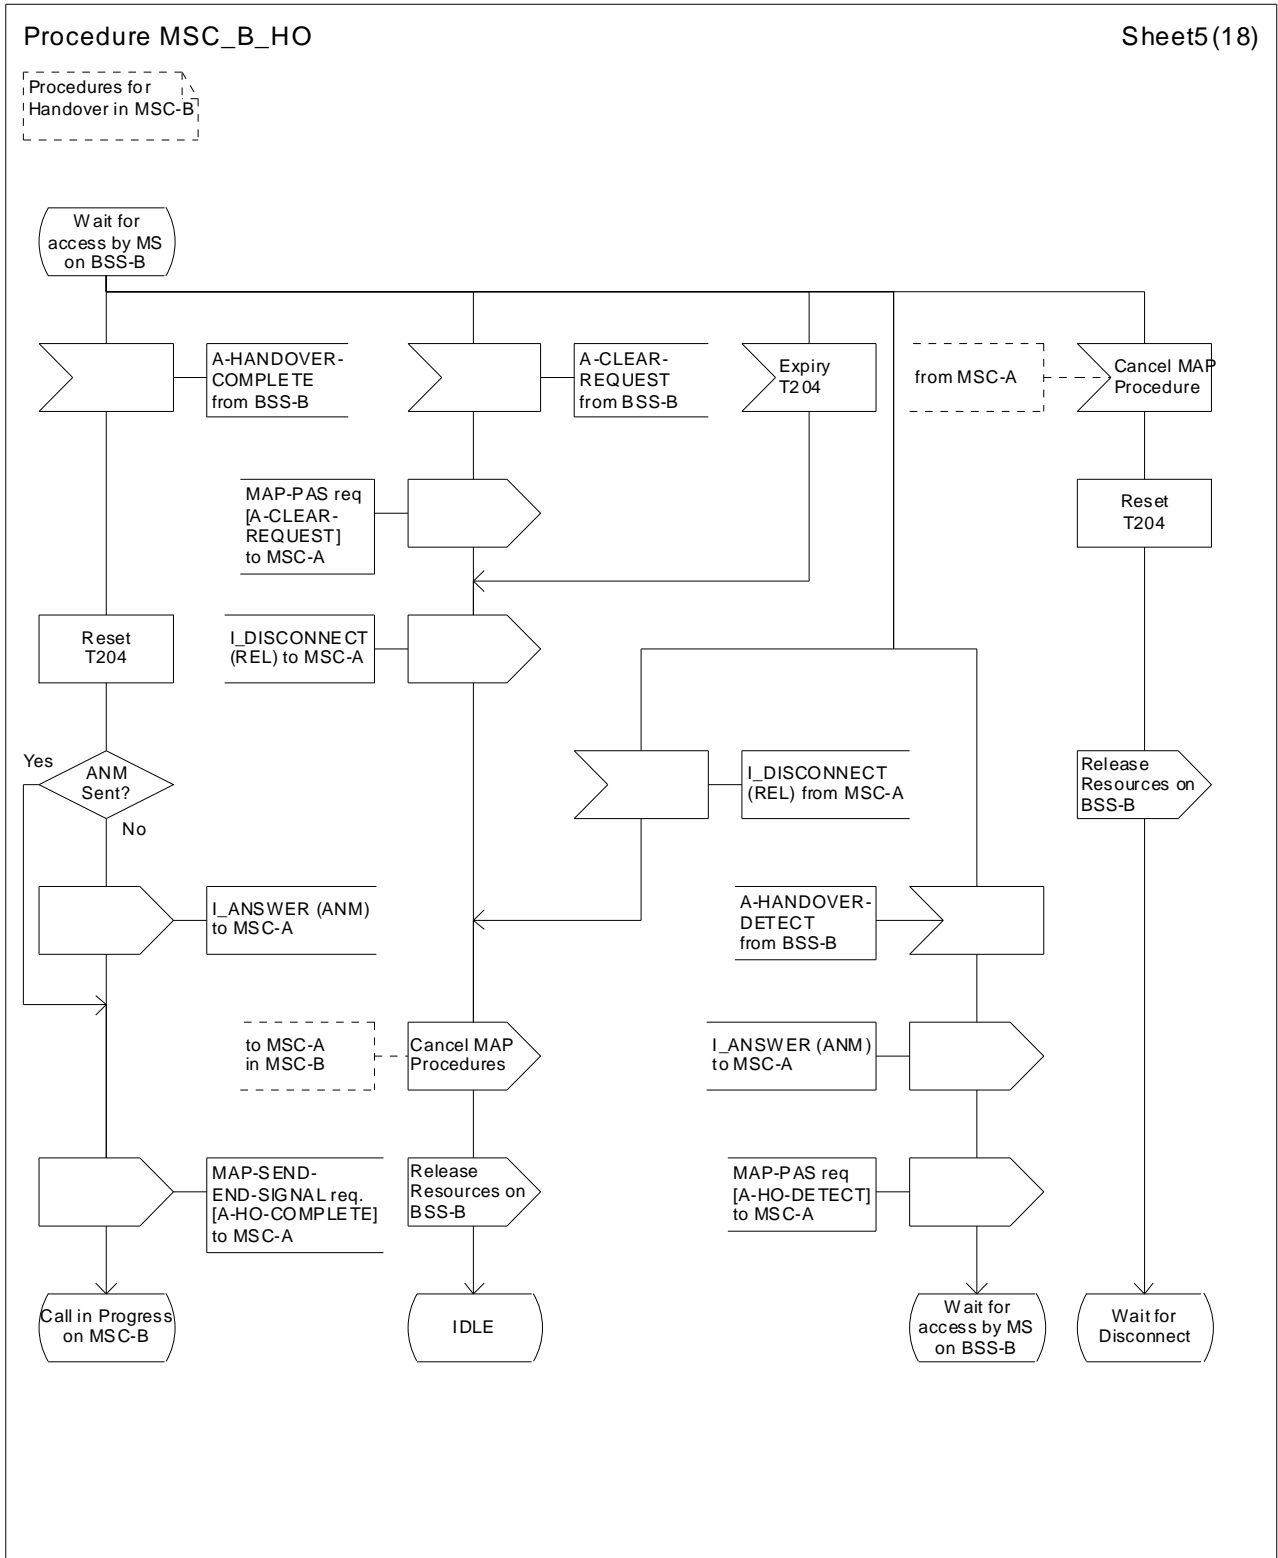 Procedure MSC_B_HO
Sheet5(18)
Procedures for
Handover in MSC-B
Wait for
access by MS
on BSS-B
A-HANDOVER-
COMPLETE
from BSS-B
A-CLEAR-
REQUEST
from BSS-B
Expiry
T204
from MSC-A
Cancel MAP
Procedure
MAP-PAS req
[A-CLEAR-
REQUEST]
to MSC-A
Reset
T204
Reset
T204
I_DISCONNECT
(REL) to MSC-A
Yes
ANM
Sent?
No
I_DISCONNECT
(REL) from MSC-A
Release
Resources on
BSS-B
I_ANSWER (ANM)
to MSC-A
A-HANDOVER-
DETECT
from BSS-B
to MSC-A
in MSC-B
Cancel MAP
Procedures
I_ANSWER (ANM)
to MSC-A
MAP-SEND-
END-SIGNAL req.
[A-HO-COMPLETE]
to MSC-A
Release
Resources on
BSS-B
MAP-PAS req
[A-HO-DETECT]
to MSC-A
Call in Progress
on MSC-B
IDLE
Wait for
access by MS
on BSS-B
Wait for
Disconnect